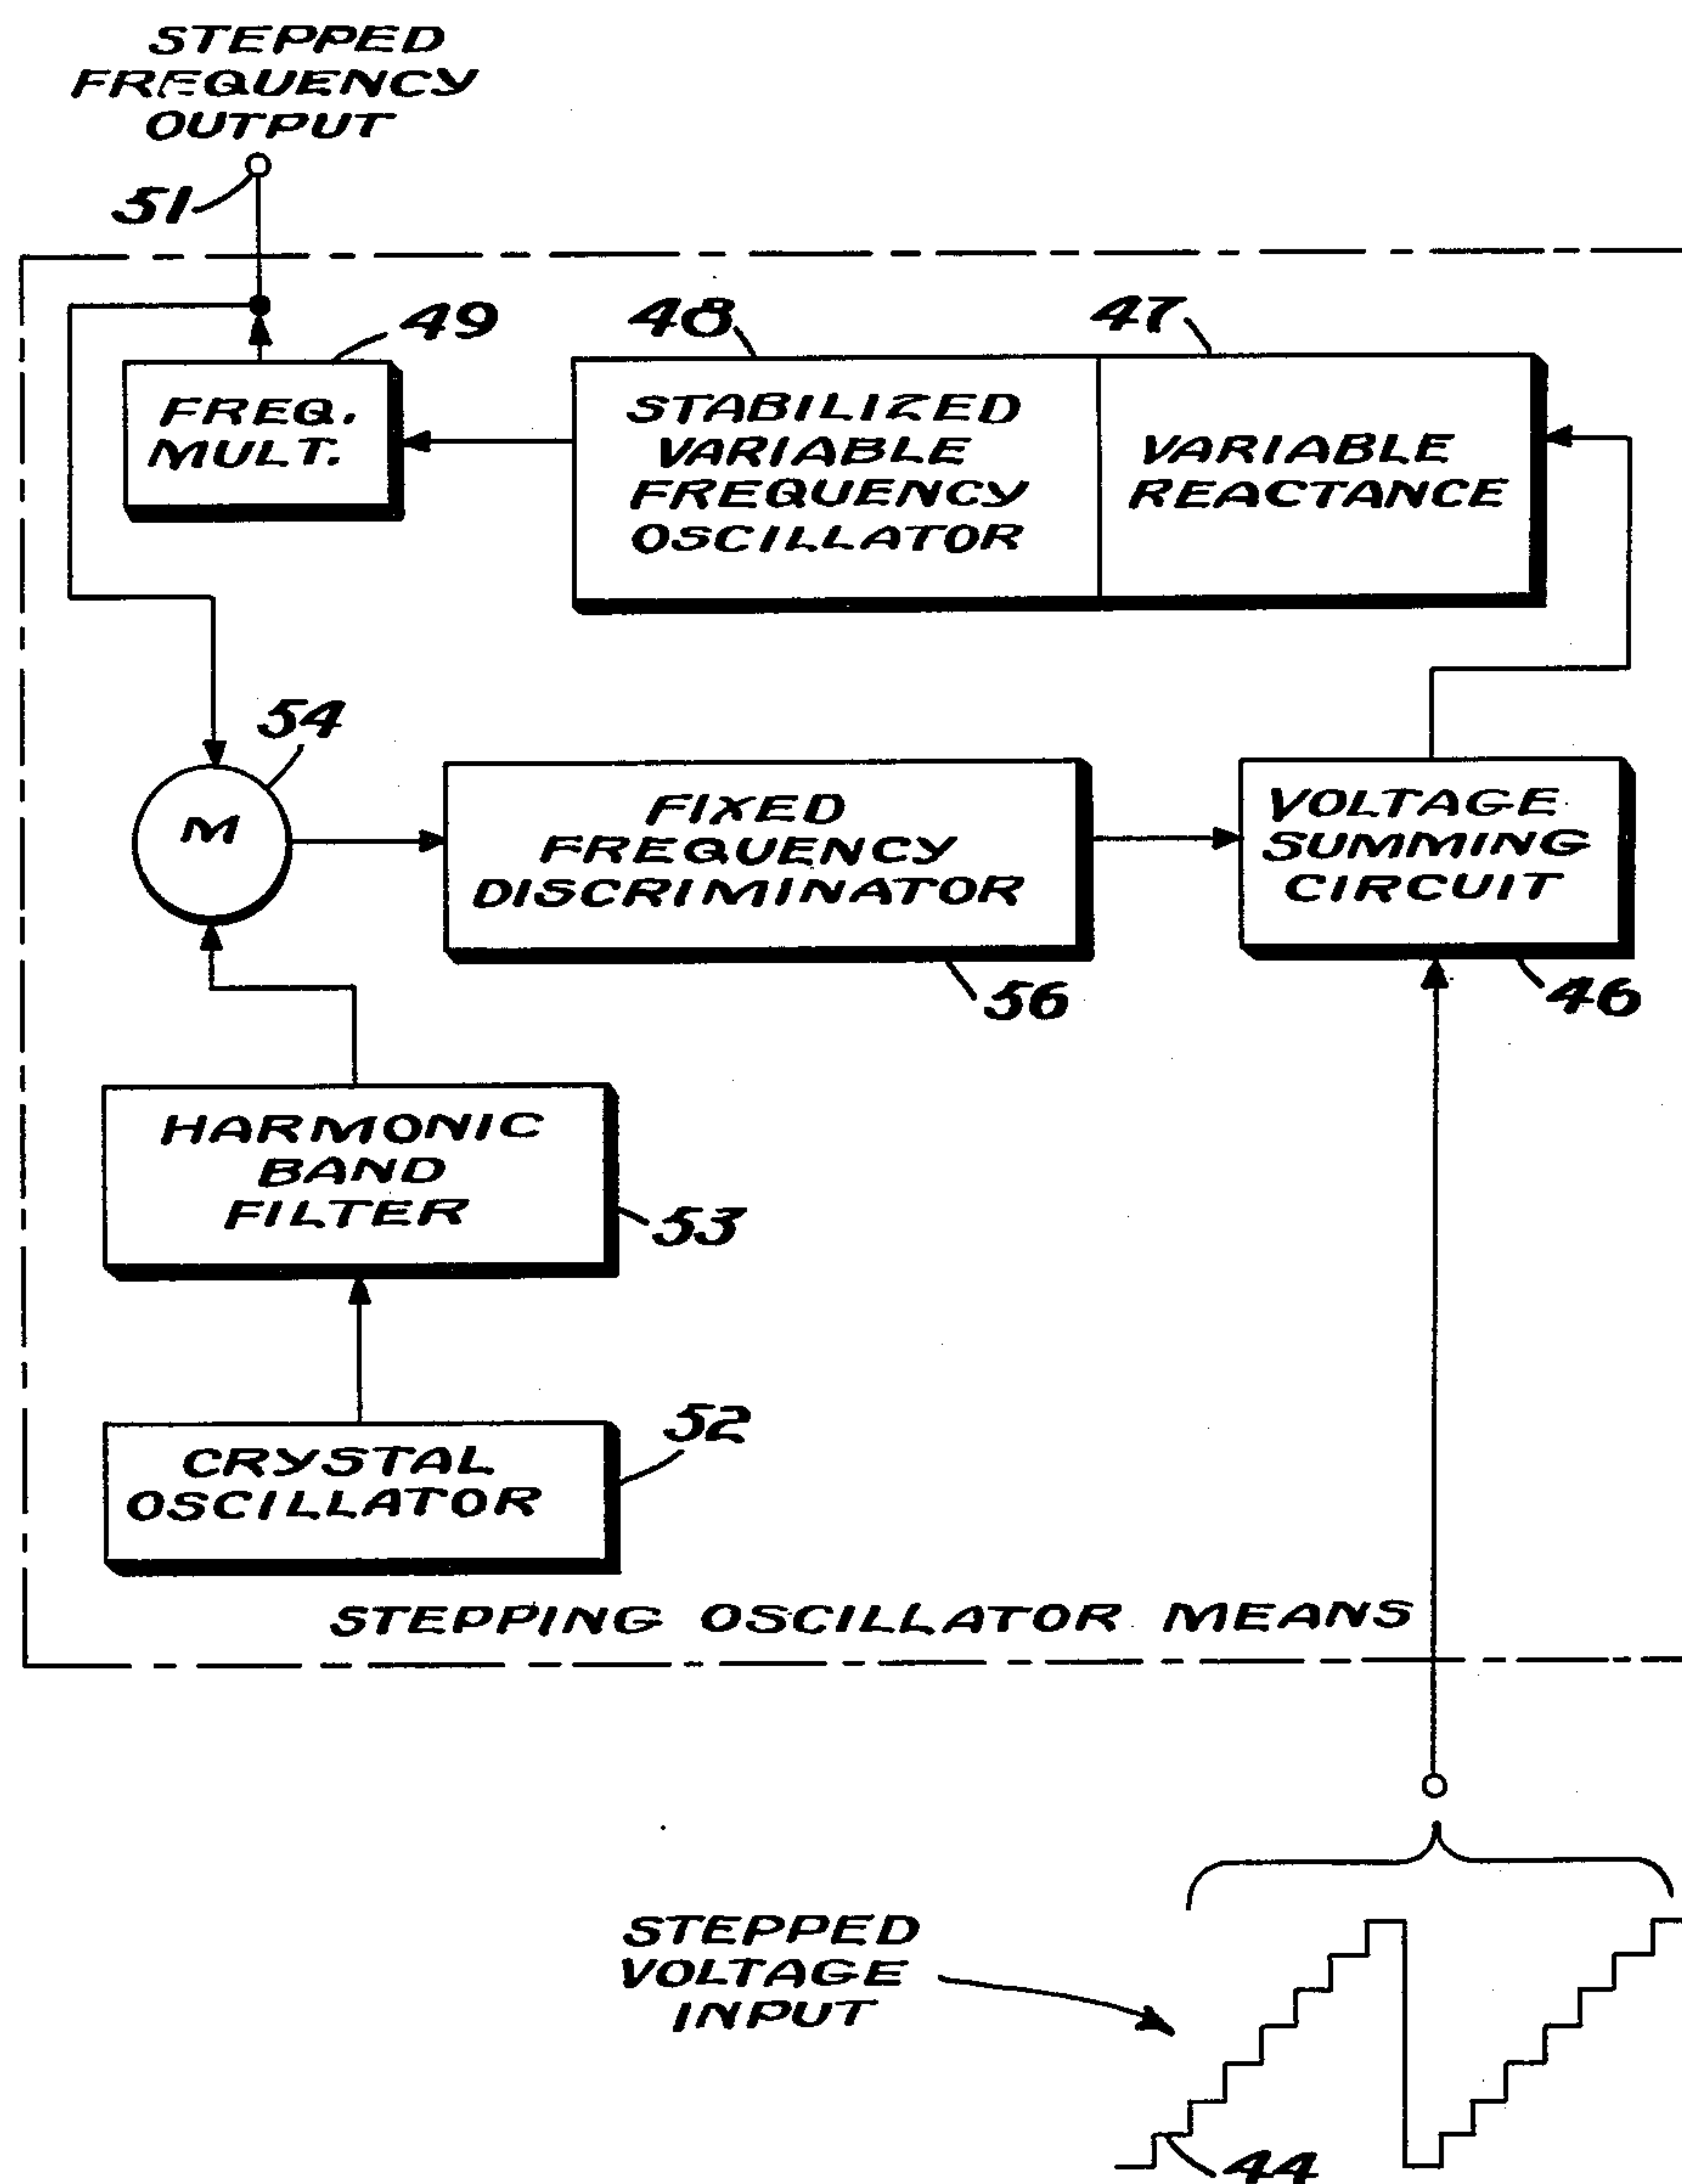 STEPPED
FREQUENCY
OUTPUT
51
49
48
47
FREQ.
MULT.
STABILIZED
VARIABLE
FREQUENCY
OSCILLATOR
VARIABLE
REACTANCE
54
M
FIXED
FREQUENCY
DISCRIMINATOR
VOLTAGE
SUMMING
CIRCUIT
56
46
HARMONIC
BAND
FILTER
53
52
CRYSTAL
OSCILLATOR
STEPPING OSCILLATOR MEANS
STEPPED
VOLTAGE
INPUT
44